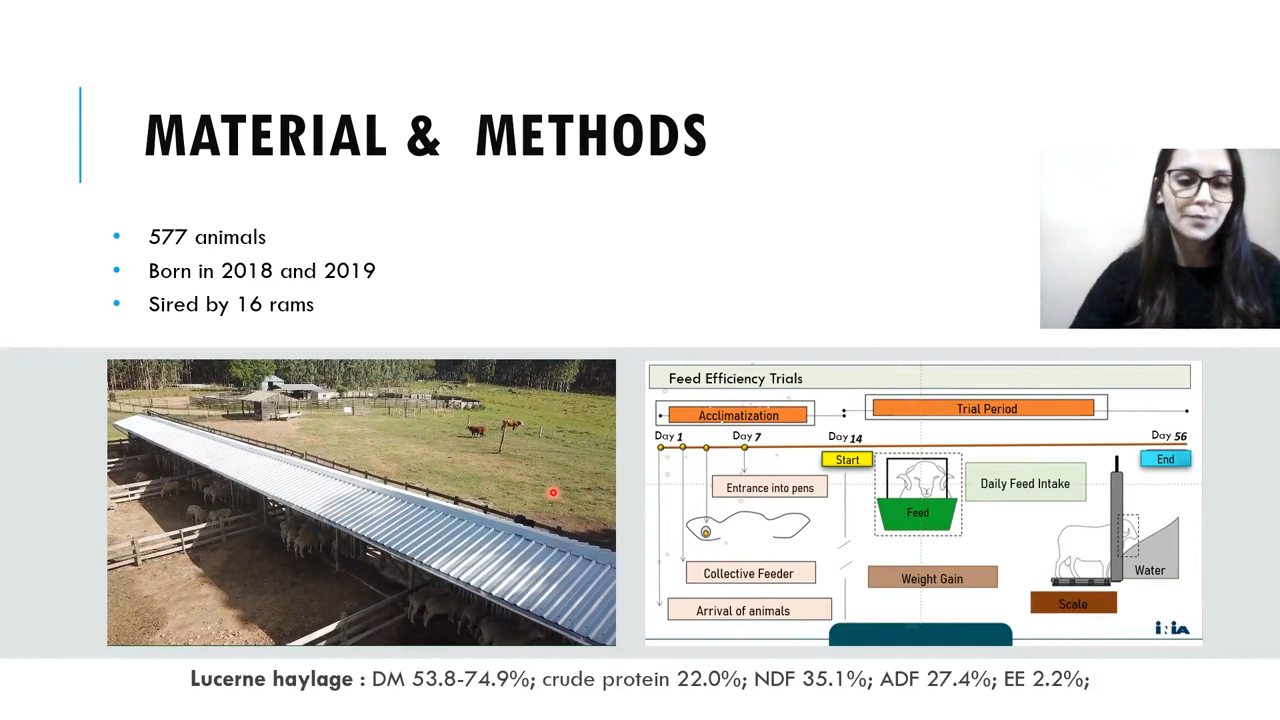 MATERIAL & METHODS
• 577 animals
• Born in 2018 and 2019
• Sired by 16 rams
Feed Efficiency Trials
Acclimatization
Trial Period
Day 1
Day 7
Day 14
Day 56
Start
End
Entrance into pens
Daily Feed Intake
Feed
Collective Feeder
Weight Gain
Water
Arrival of animals
Scale
INIA
Lucerne haylage : DM 53.8-74.9%; crude protein 22.0%; NDF 35.1%; ADF 27.4%; EE 2.2%;